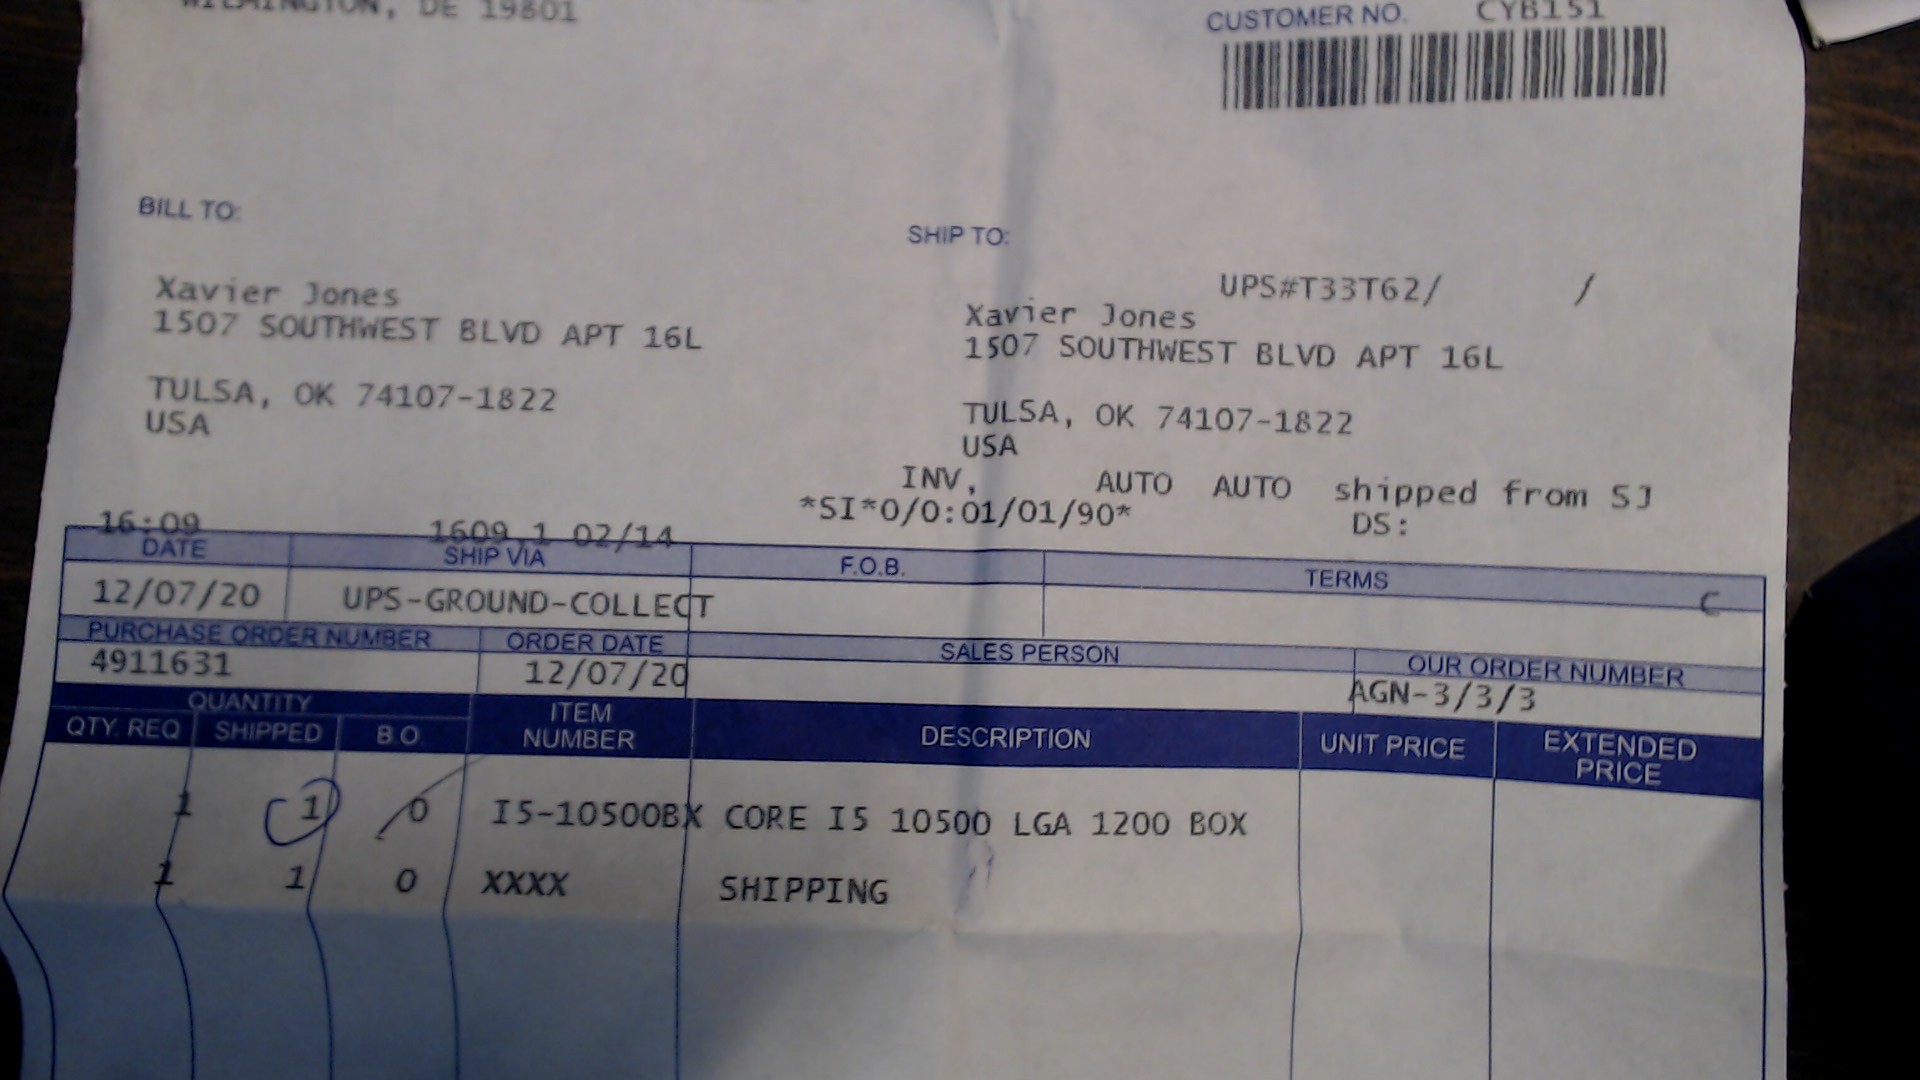 WILMINGTON, DE 19801
CUSTOMER NO. CYB151
BILL TO:
Xavier Jones
1507 SOUTHWEST BLVD APT 16L
TULSA, OK 74107-1822
USA
SHIP TO:
UPS#T33T62/ /
Xavier Jones
1507 SOUTHWEST BLVD APT 16L
TULSA, OK 74107-1822
USA
INV, AUTO AUTO shipped from SJ
*SI*0/0:01/01/90* DS:
16:09 1609 1 02/14
DATE SHIP VIA F.O.B. TERMS
12/07/20 UPS-GROUND-COLLECT C
PURCHASE ORDER NUMBER ORDER DATE SALES PERSON OUR ORDER NUMBER
4911631 12/07/20 AGN-3/3/3
QUANTITY ITEM NUMBER DESCRIPTION UNIT PRICE EXTENDED PRICE
QTY. REQ SHIPPED B.O.
1 1 0 I5-10500BX CORE I5 10500 LGA 1200 BOX
1 1 0 XXXX SHIPPING